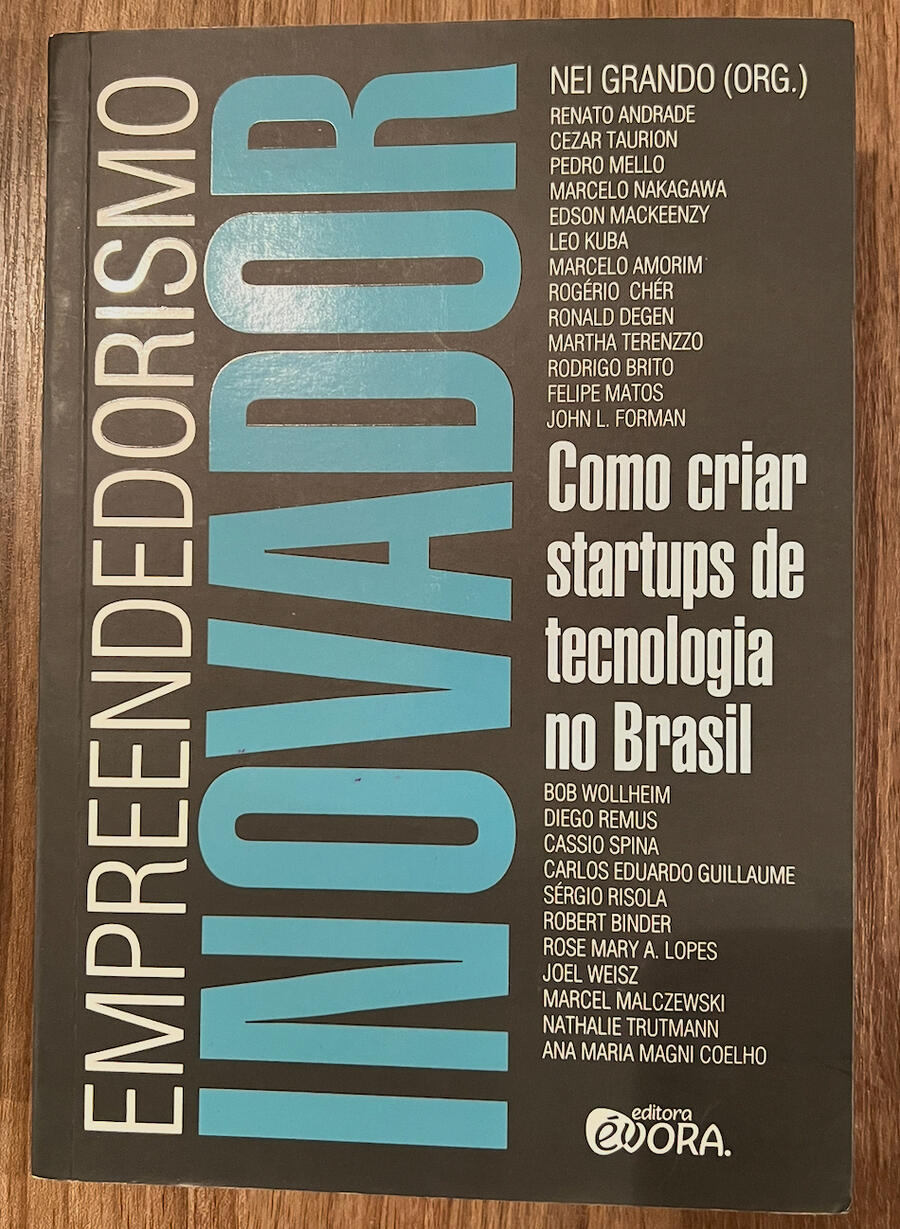 EMPREENDEDORISMO
INOVADOR
NEI GRANDO (ORG.)
RENATO ANDRADE
CEZAR TAURION
PEDRO MELLO
MARCELO NAKAGAWA
EDSON MACKEENZY
LEO KUBA
MARCELO AMORIM
ROGÉRIO CHÉR
RONALD DEGEN
MARTHA TERENZZO
RODRIGO BRITO
FELIPE MATOS
JOHN L. FORMAN
Como criar
startups de
tecnologia
no Brasil
BOB WOLLHEIM
DIEGO REMUS
CASSIO SPINA
CARLOS EDUARDO GUILLAUME
SÉRGIO RISOLA
ROBERT BINDER
ROSE MARY A. LOPES
JOEL WEISZ
MARCEL MALCZEWSKI
NATHALIE TRUTMANN
ANA MARIA MAGNI COELHO
editora
éVORA.